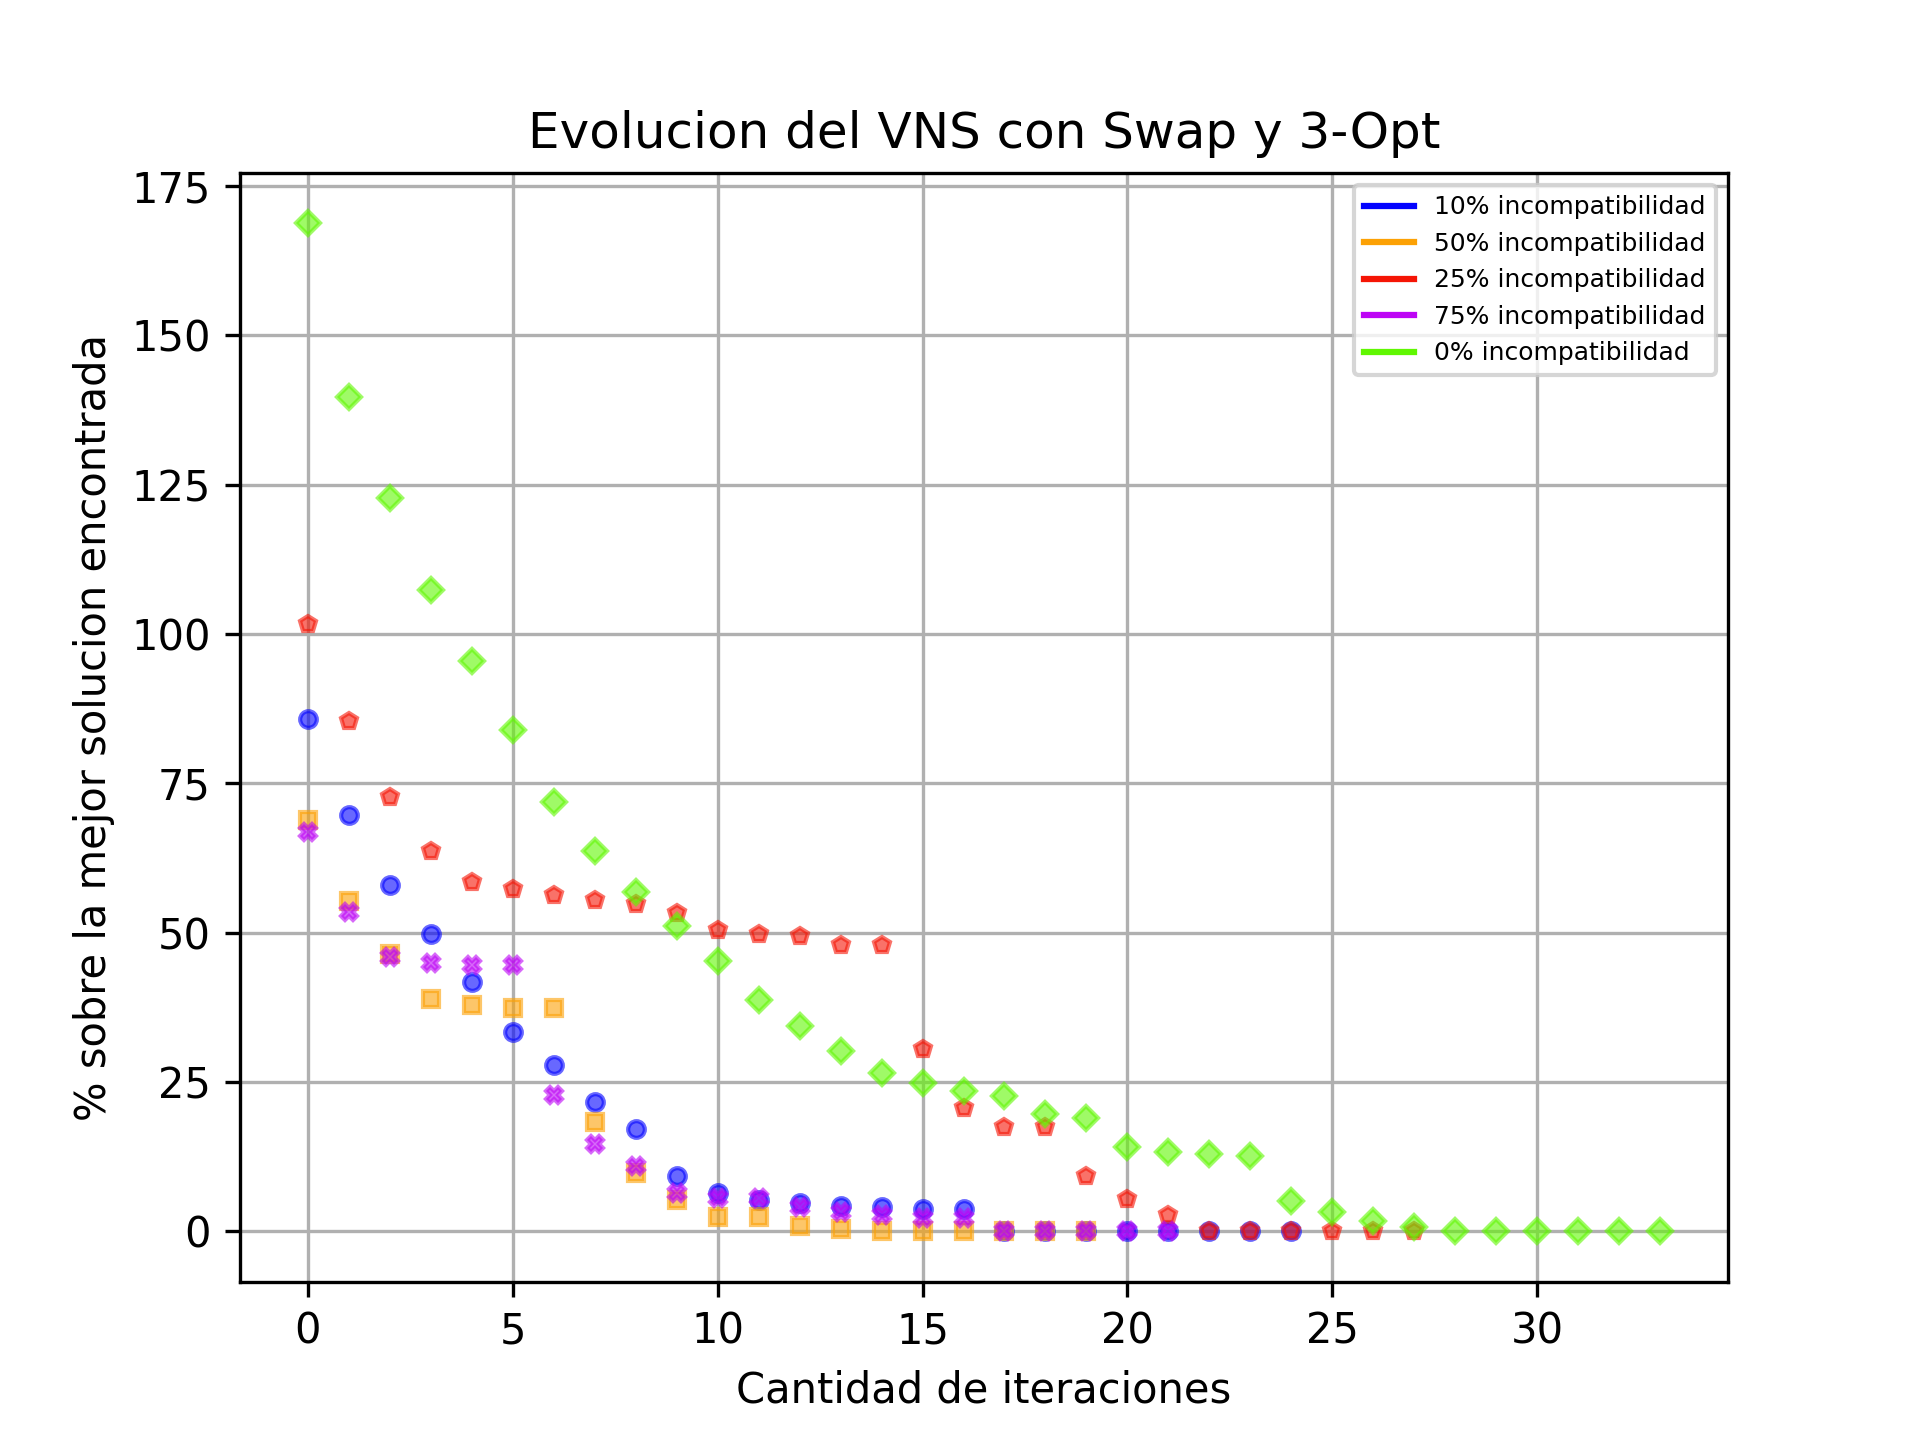 Evolucion del VNS con Swap y 3-Opt
175
150
125
100
75
50
25
0
% sobre la mejor solucion encontrada
10% incompatibilidad
50% incompatibilidad
25% incompatibilidad
75% incompatibilidad
0% incompatibilidad
0 5 10 15 20 25 30
Cantidad de iteraciones